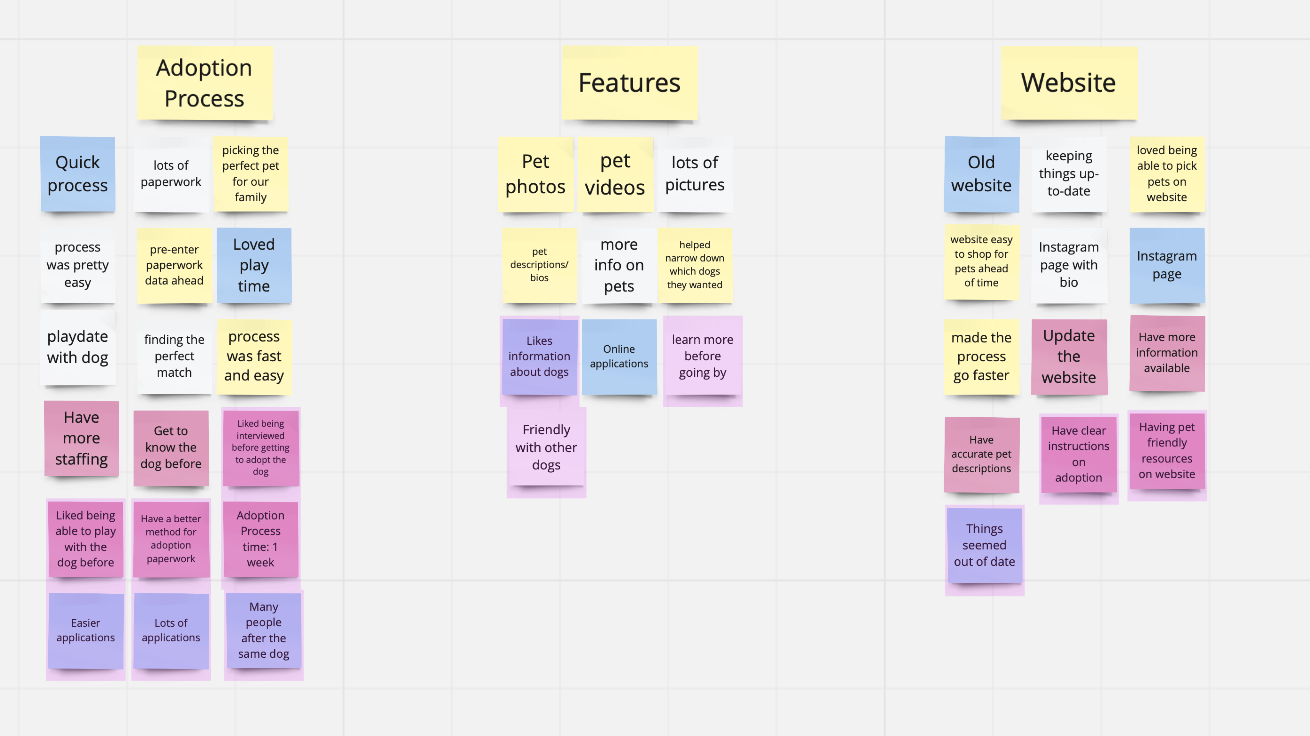 Adoption
Process
Quick
process
lots of
paperwork
picking the
perfect pet
for our
family
process
was pretty
easy
pre-enter
paperwork
data ahead
Loved
play
time
playdate
with dog
finding the
perfect
match
process
was fast
and easy
Have
more
staffing
Get to
know the
dog before
Liked being
interviewed
before getting
to adopt the
dog
Liked being
able to play
with the
dog before
Have a better
method for
adoption
paperwork
Adoption
Process
time: 1
week
Easier
applications
Lots of
applications
Many
people
after the
same dog
Features
Pet
photos
pet
videos
lots of
pictures
pet
descriptions/
bios
more
info on
pets
helped
narrow down
which dogs
they wanted
Likes
information
about dogs
Online
applications
learn more
before
going by
Friendly
with other
dogs
Website
Old
website
keeping
things up-
to-date
loved being
able to pick
pets on
website
website easy
to shop for
pets ahead
of time
Instagram
page with
bio
Instagram
page
made the
process
go faster
Update
the
website
Have more
information
available
Have
accurate pet
descriptions
Have clear
instructions
on
adoption
Having pet
friendly
resources
on website
Things
seemed
out of date